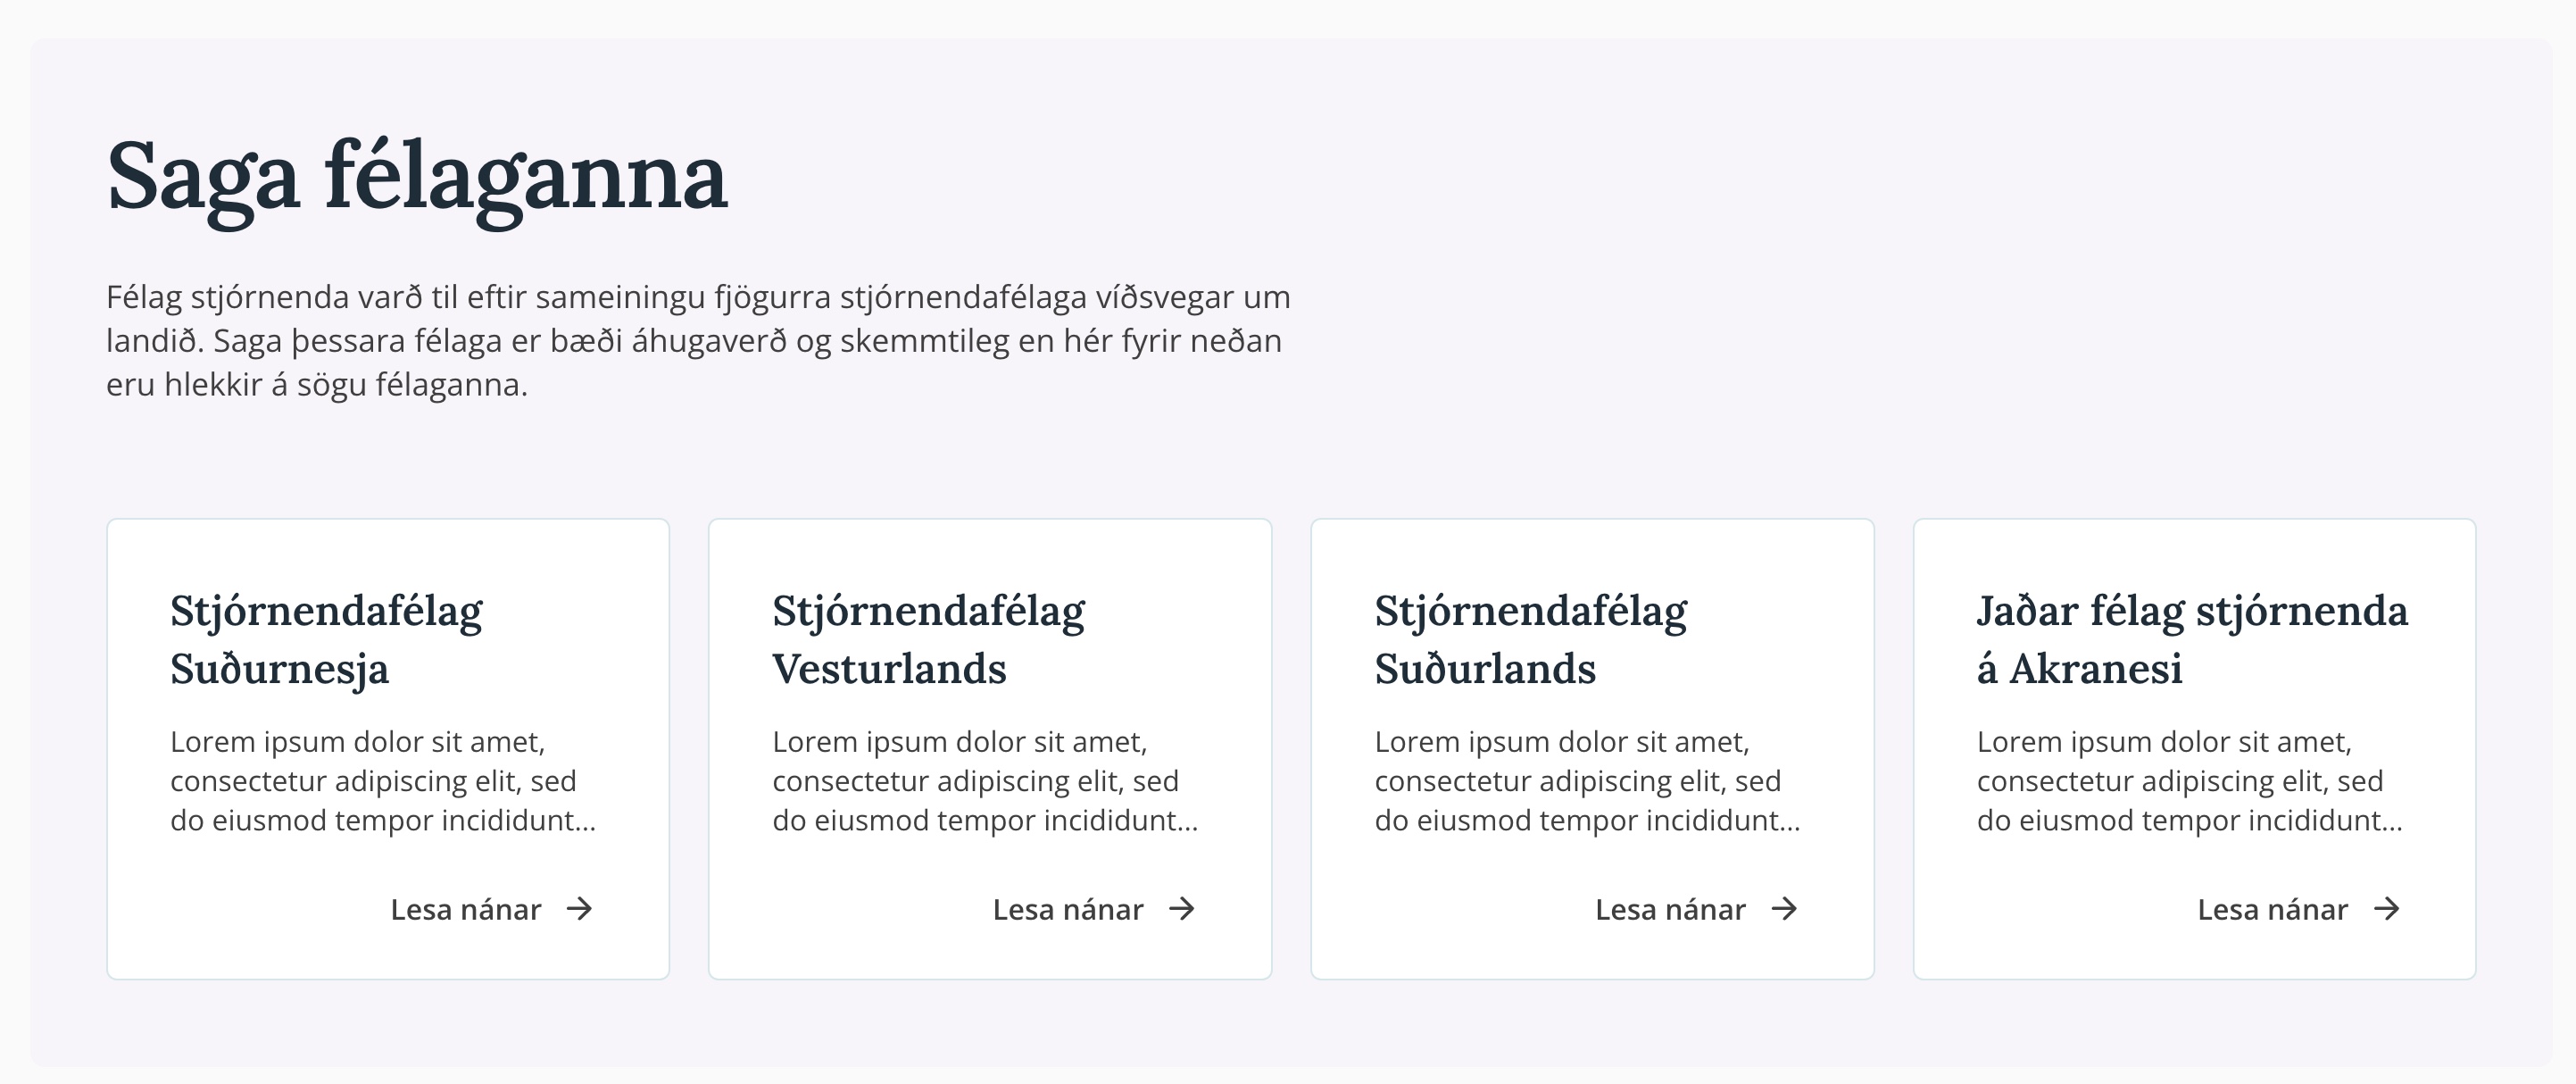 Saga félaganna
Félag stjórnenda varð til eftir sameiningu fjögurra stjórnendafélaga víðsvegar um
landið. Saga þessara félaga er bæði áhugaverð og skemmtileg en hér fyrir neðan
eru hlekkir á sögu félaganna.
Stjórnendafélag
Suðurnesja
Lorem ipsum dolor sit amet,
consectetur adipiscing elit, sed
do eiusmod tempor incididunt...
Lesa nánar
Stjórnendafélag
Vesturlands
Lorem ipsum dolor sit amet,
consectetur adipiscing elit, sed
do eiusmod tempor incididunt...
Lesa nánar
Stjórnendafélag
Suðurlands
Lorem ipsum dolor sit amet,
consectetur adipiscing elit, sed
do eiusmod tempor incididunt...
Lesa nánar
Jaðar félag stjórnenda
á Akranesi
Lorem ipsum dolor sit amet,
consectetur adipiscing elit, sed
do eiusmod tempor incididunt...
Lesa nánar